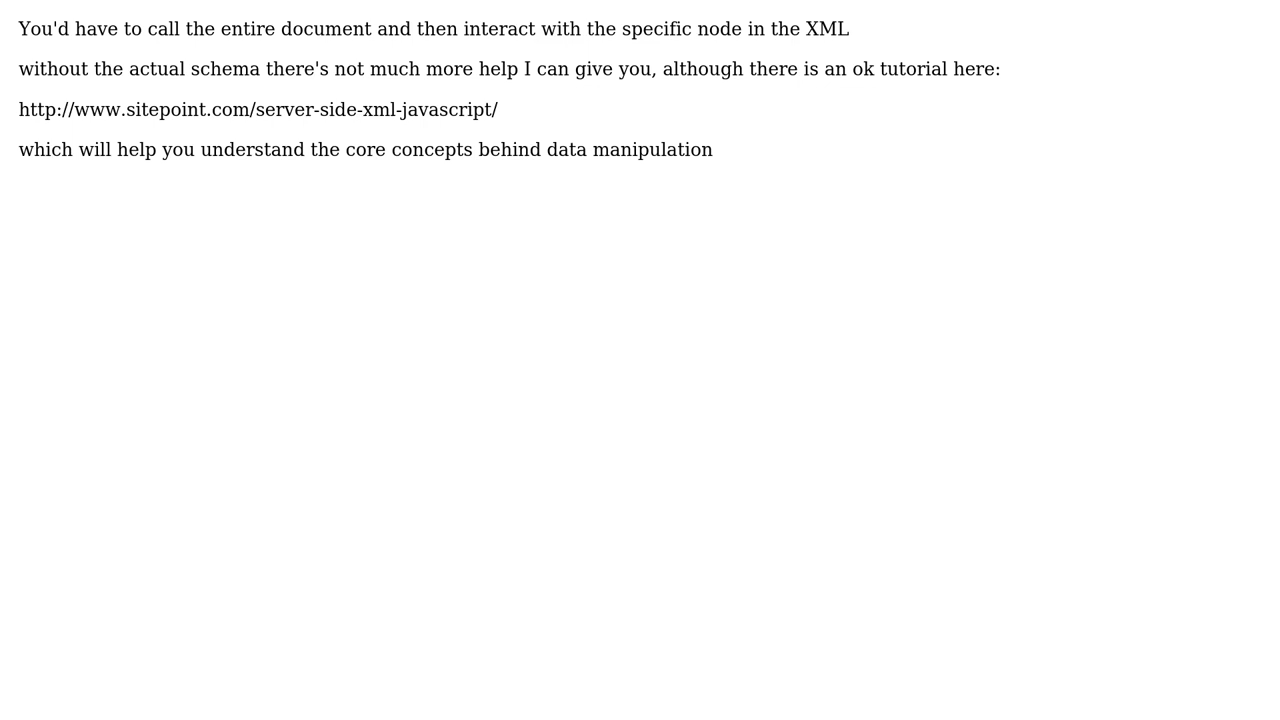 You'd have to call the entire document and then interact with the specific node in the XML
without the actual schema there's not much more help I can give you, although there is an ok tutorial here:
http://www.sitepoint.com/server-side-xml-javascript/
which will help you understand the core concepts behind data manipulation